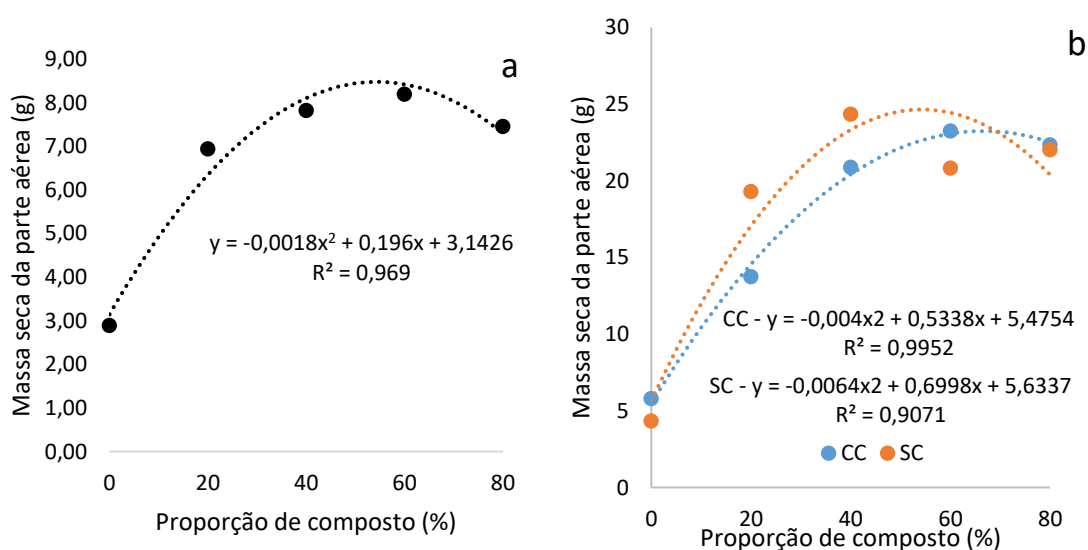 a
Massa seca da parte aérea (g)
9,00
8,00
7,00
6,00
5,00
4,00
3,00
2,00
1,00
0,00
y = -0,0018x² + 0,196x + 3,1426
R² = 0,969
0 20 40 60 80
Proporção de composto (%)
b
Massa seca da parte aérea (g)
30
25
20
15
10
5
0
CC - y = -0,004x2 + 0,5338x + 5,4754
R² = 0,9952
SC - y = -0,0064x2 + 0,6998x + 5,6337
R² = 0,9071
CC SC
0 20 40 60 80
Proporção de composto (%)